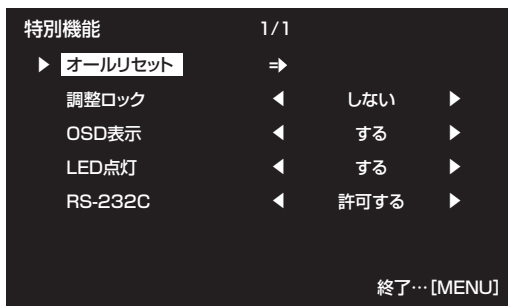 特別機能 1/1
▶ オールリセット ⇒
調整ロック ◀ しない ▶
OSD表示 ◀ する ▶
LED点灯 ◀ する ▶
RS-232C ◀ 許可する ▶
終了…[MENU]